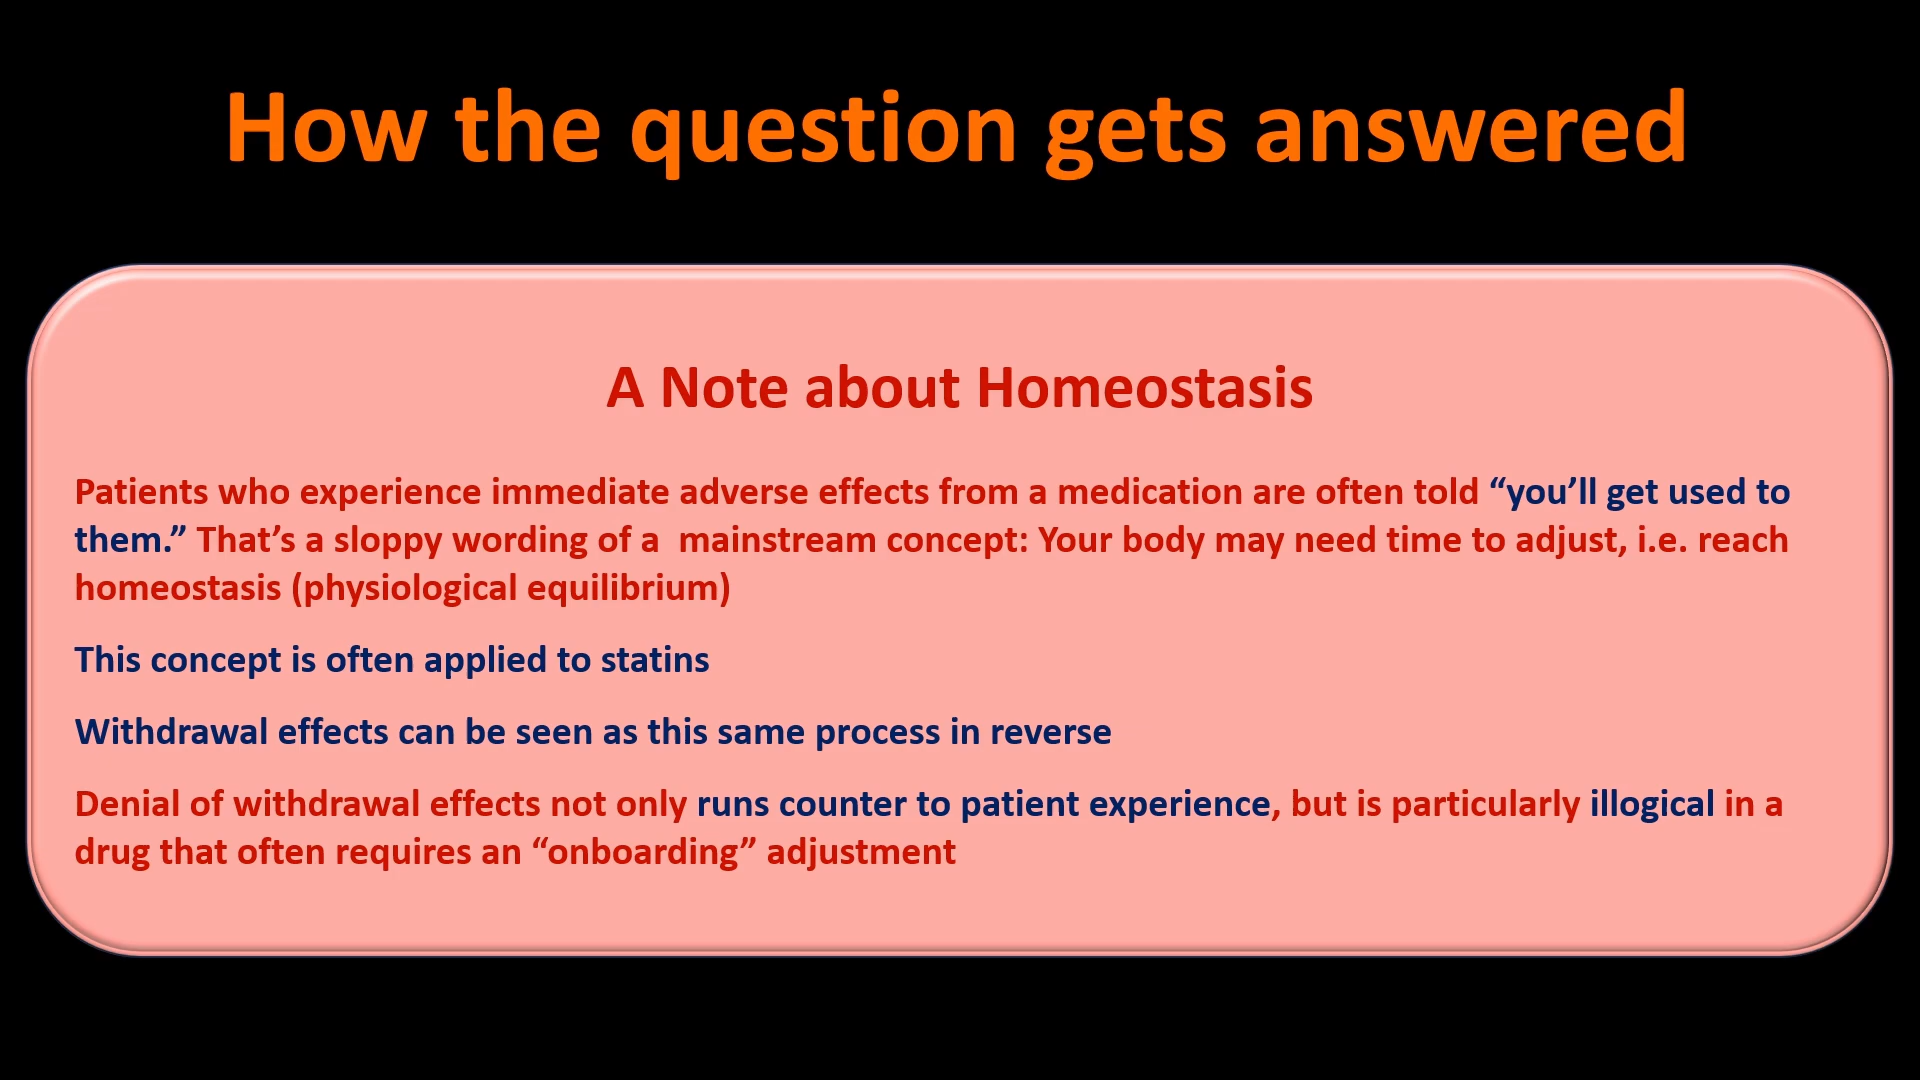 How the question gets answered
A Note about Homeostasis
Patients who experience immediate adverse effects from a medication are often told “you’ll get used to
them.” That’s a sloppy wording of a  mainstream concept: Your body may need time to adjust, i.e. reach
homeostasis (physiological equilibrium)
This concept is often applied to statins
Withdrawal effects can be seen as this same process in reverse
Denial of withdrawal effects not only runs counter to patient experience, but is particularly illogical in a
drug that often requires an “onboarding” adjustment